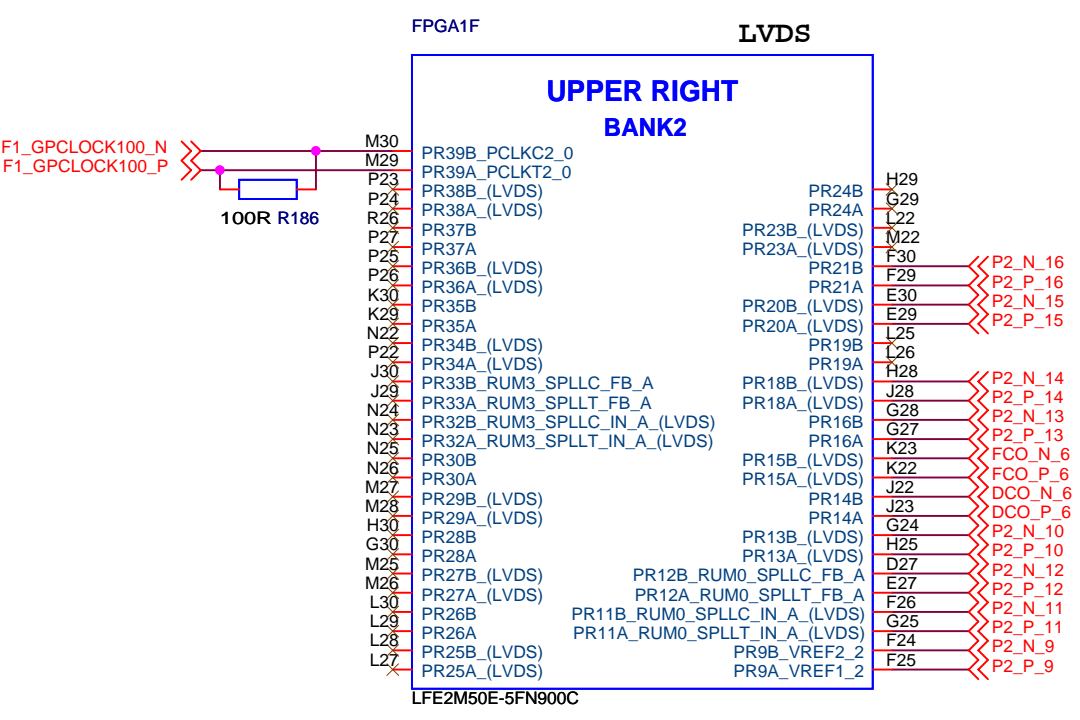 FPGA1F
LVDS
UPPER RIGHT
BANK2
F1_GPCLOCK100_N
F1_GPCLOCK100_P
100R R186
M30 PR39B_PCLKC2_0
M29 PR39A_PCLKT2_0
P23 PR38B_(LVDS)
P24 PR38A_(LVDS)
R26 PR37B
P27 PR37A
P25 PR36B_(LVDS)
P26 PR36A_(LVDS)
K30 PR35B
K29 PR35A
N22 PR34B_(LVDS)
P22 PR34A_(LVDS)
J30 PR33B_RUM3_SPLLC_FB_A
J29 PR33A_RUM3_SPLLT_FB_A
N24 PR32B_RUM3_SPLLC_IN_A_(LVDS)
N23 PR32A_RUM3_SPLLT_IN_A_(LVDS)
N25 PR30B
N26 PR30A
M27 PR29B_(LVDS)
M28 PR29A_(LVDS)
H30 PR28B
G30 PR28A
M25 PR27B_(LVDS)
M26 PR27A_(LVDS)
L30 PR26B
L29 PR26A
L28 PR25B_(LVDS)
L27 PR25A_(LVDS)
PR24B H29
PR24A G29
PR23B_(LVDS) L22
PR23A_(LVDS) M22
PR21B F30 P2_N_16
PR21A F29 P2_P_16
PR20B_(LVDS) E30 P2_N_15
PR20A_(LVDS) E29 P2_P_15
PR19B L25
PR19A L26
PR18B_(LVDS) H28 P2_N_14
PR18A_(LVDS) J28 P2_P_14
PR16B G28 P2_N_13
PR16A G27 P2_P_13
PR15B_(LVDS) K23 FCO_N_6
PR15A_(LVDS) K22 FCO_P_6
PR14B J22 DCO_N_6
PR14A J23 DCO_P_6
PR13B_(LVDS) G24 P2_N_10
PR13A_(LVDS) H25 P2_P_10
PR12B_RUM0_SPLLC_FB_A D27 P2_N_12
PR12A_RUM0_SPLLT_FB_A E27 P2_P_12
PR11B_RUM0_SPLLC_IN_A_(LVDS) F26 P2_N_11
PR11A_RUM0_SPLLT_IN_A_(LVDS) G25 P2_P_11
PR9B_VREF2_2 F24 P2_N_9
PR9A_VREF1_2 F25 P2_P_9
LFE2M50E-5FN900C